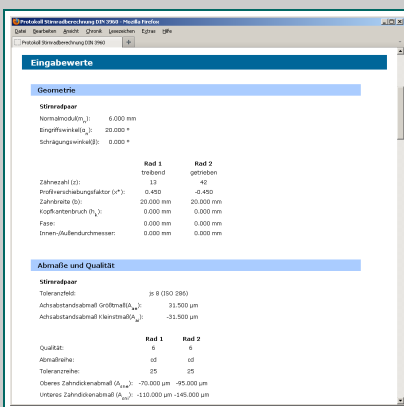 Protokoll Stirnradberechnung DIN 3960 - Mozilla Firefox
Datei Bearbeiten Ansicht Chronik Lesezeichen Extras Hilfe
Protokoll Stirnradberechnung DIN 3960 +
Eingabewerte
Geometrie
Stirnradpaar
Normalmodul(mn): 6.000 mm
Eingriffswinkel(αn): 20.000 °
Schrägungswinkel(β): 0.000 °
Rad 1 Rad 2
treibend getrieben
Zähnezahl (z): 13 42
Profilverschiebungsfaktor (x*): 0.450 -0.450
Zahnbreite (b): 20.000 mm 20.000 mm
Kopfkantenbruch (hk): 0.000 mm 0.000 mm
Fase: 0.000 mm 0.000 mm
Innen-/Außendurchmesser: 0.000 mm 0.000 mm
Abmaße und Qualität
Stirnradpaar
Toleranzfeld: js 8 (ISO 286)
Achsabstandsabmaß Größtmaß(Aae): 31.500 µm
Achsabstandsabmaß Kleinstmaß(Aai): -31.500 µm
Rad 1 Rad 2
Qualität: 6 6
Abmaßreihe: cd cd
Toleranzreihe: 25 25
Oberes Zahndickenabmaß (Asne): -70.000 µm -95.000 µm
Unteres Zahndickenabmaß (Asni): -110.000 µm -145.000 µm